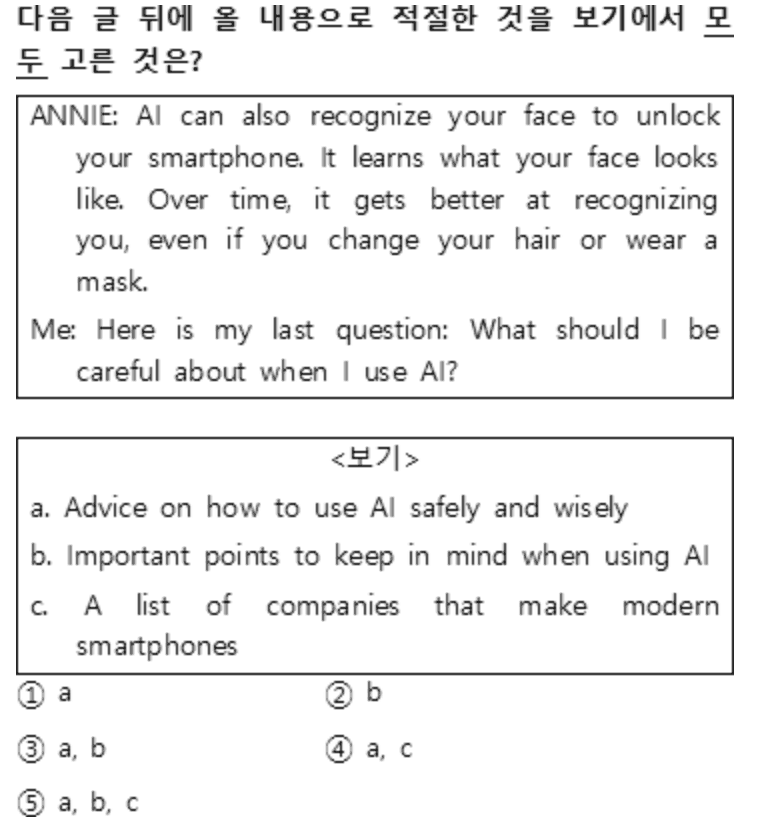 다음 글 뒤에 올 내용으로 적절한 것을 보기에서 모
두 고른 것은?
ANNIE: AI can also recognize your face to unlock
your smartphone. It learns what your face looks
like. Over time, it gets better at recognizing
you, even if you change your hair or wear a
mask.
Me: Here is my last question: What should I be
careful about when I use AI?
<보기>
a. Advice on how to use AI safely and wisely
b. Important points to keep in mind when using AI
c. A list of companies that make modern
smartphones
① a ② b
③ a, b ④ a, c
⑤ a, b, c